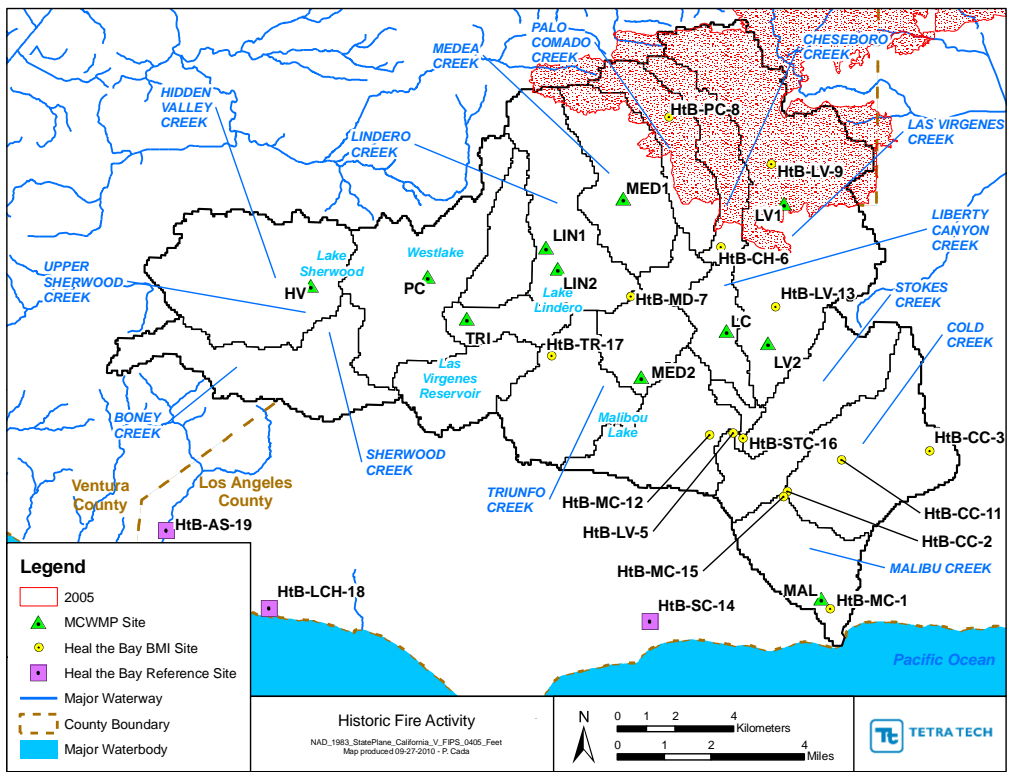 PALO
COMADO
CREEK
CHESEBORO
CREEK
MEDEA
CREEK
HIDDEN
VALLEY
CREEK
HtB-PC-8
LAS VIRGENES
CREEK
LINDERO
CREEK
HtB-LV-9
MED1
LV1
LIBERTY
CANYON
CREEK
LIN1
Lake
Sherwood
Westlake
HtB-CH-6
UPPER
SHERWOOD
CREEK
HV
PC
LIN2
Lake
Lindero
HtB-MD-7
HtB-LV-13
STOKES
CREEK
LC
COLD
CREEK
TRI
HtB-TR-17
LV2
Las
Virgenes
Reservoir
MED2
BONEY
CREEK
Malibou
Lake
HtB-STC-16
HtB-CC-3
SHERWOOD
CREEK
Ventura
County
Los Angeles
County
TRIUNFO
CREEK
HtB-MC-12
HtB-CC-11
HtB-AS-19
HtB-LV-5
HtB-CC-2
HtB-MC-15
MALIBU CREEK
HtB-LCH-18
HtB-SC-14
MAL
HtB-MC-1
Pacific Ocean
Legend
2005
MCWMP Site
Heal the Bay BMI Site
Heal the Bay Reference Site
Major Waterway
County Boundary
Major Waterbody
Historic Fire Activity
NAD_1983_StatePlane_California_V_FIPS_0405_Feet
Map produced 09-27-2010 - P. Cada
N
0 1 2 4
Kilometers
0 1 2 4
Miles
Tt TETRA TECH